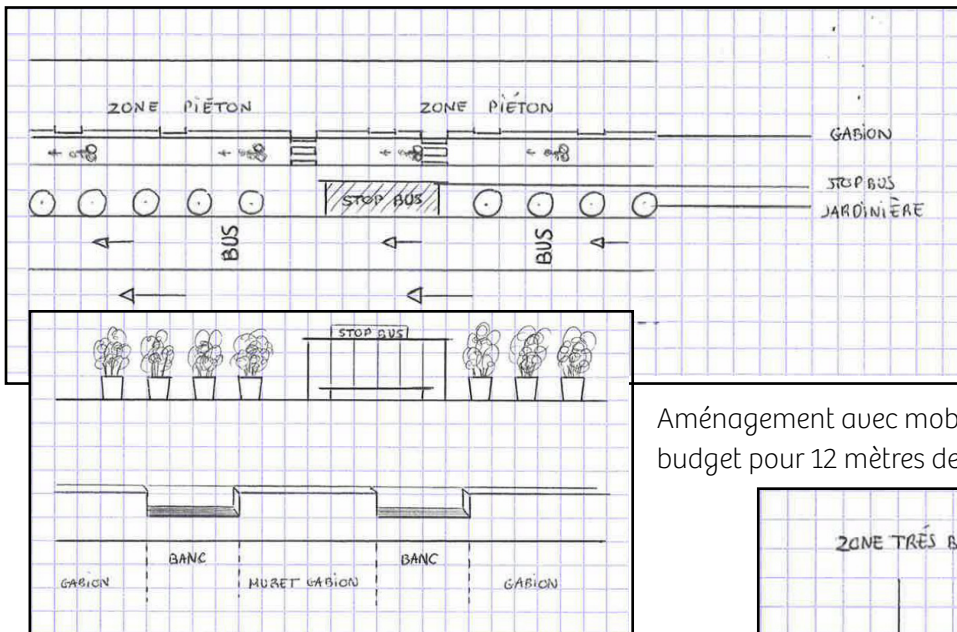 ZONE PIÉTON ZONE PIÉTON
GABION
STOP BUS
STOP BUS
JARDINIÈRE
BUS BUS
STOP BUS
BANC BANC
GABION MURET GABION GABION
Aménagement avec mob
budget pour 12 mètres de
ZONE TRÉS B